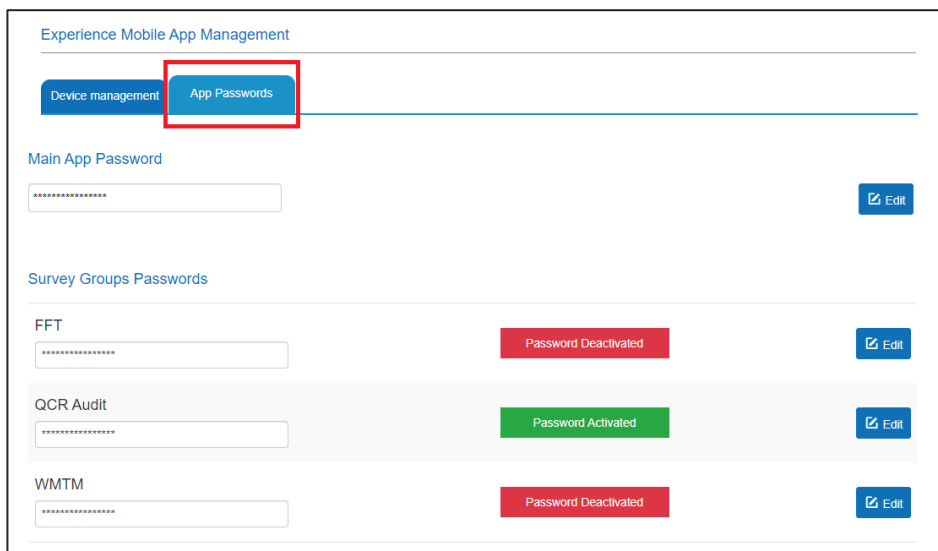 Experience Mobile App Management
Device management App Passwords
Main App Password
***************
Edit
Survey Groups Passwords
FFT
****************
Password Deactivated
Edit
QCR Audit
****************
Password Activated
Edit
WMTM
****************
Password Deactivated
Edit